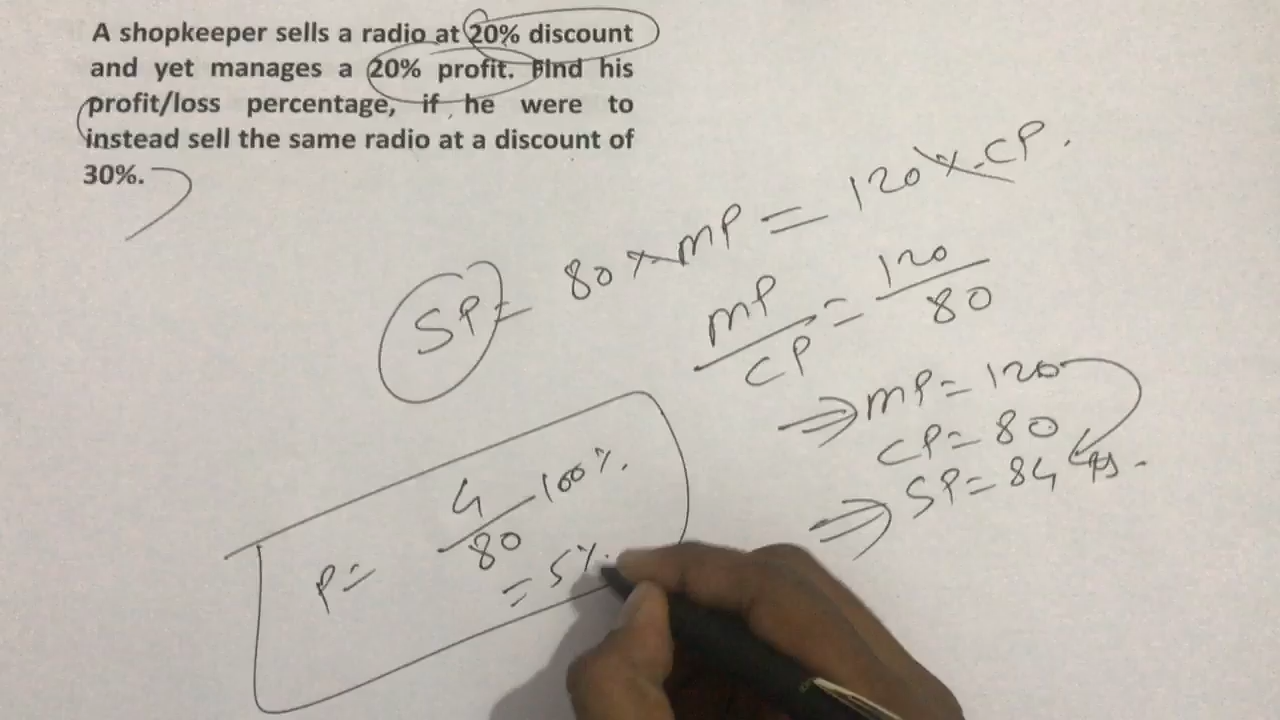 A shopkeeper sells a radio at 20% discount
and yet manages a 20% profit. Find his
profit/loss percentage, if he were to
instead sell the same radio at a discount of
30%.
SP = 80 × MP = 120 × CP.
MP/CP = 120/80
⇒ MP = 120
CP = 80
⇒ SP = 84 Rs.
P = 4/80 100%.
= 5%.